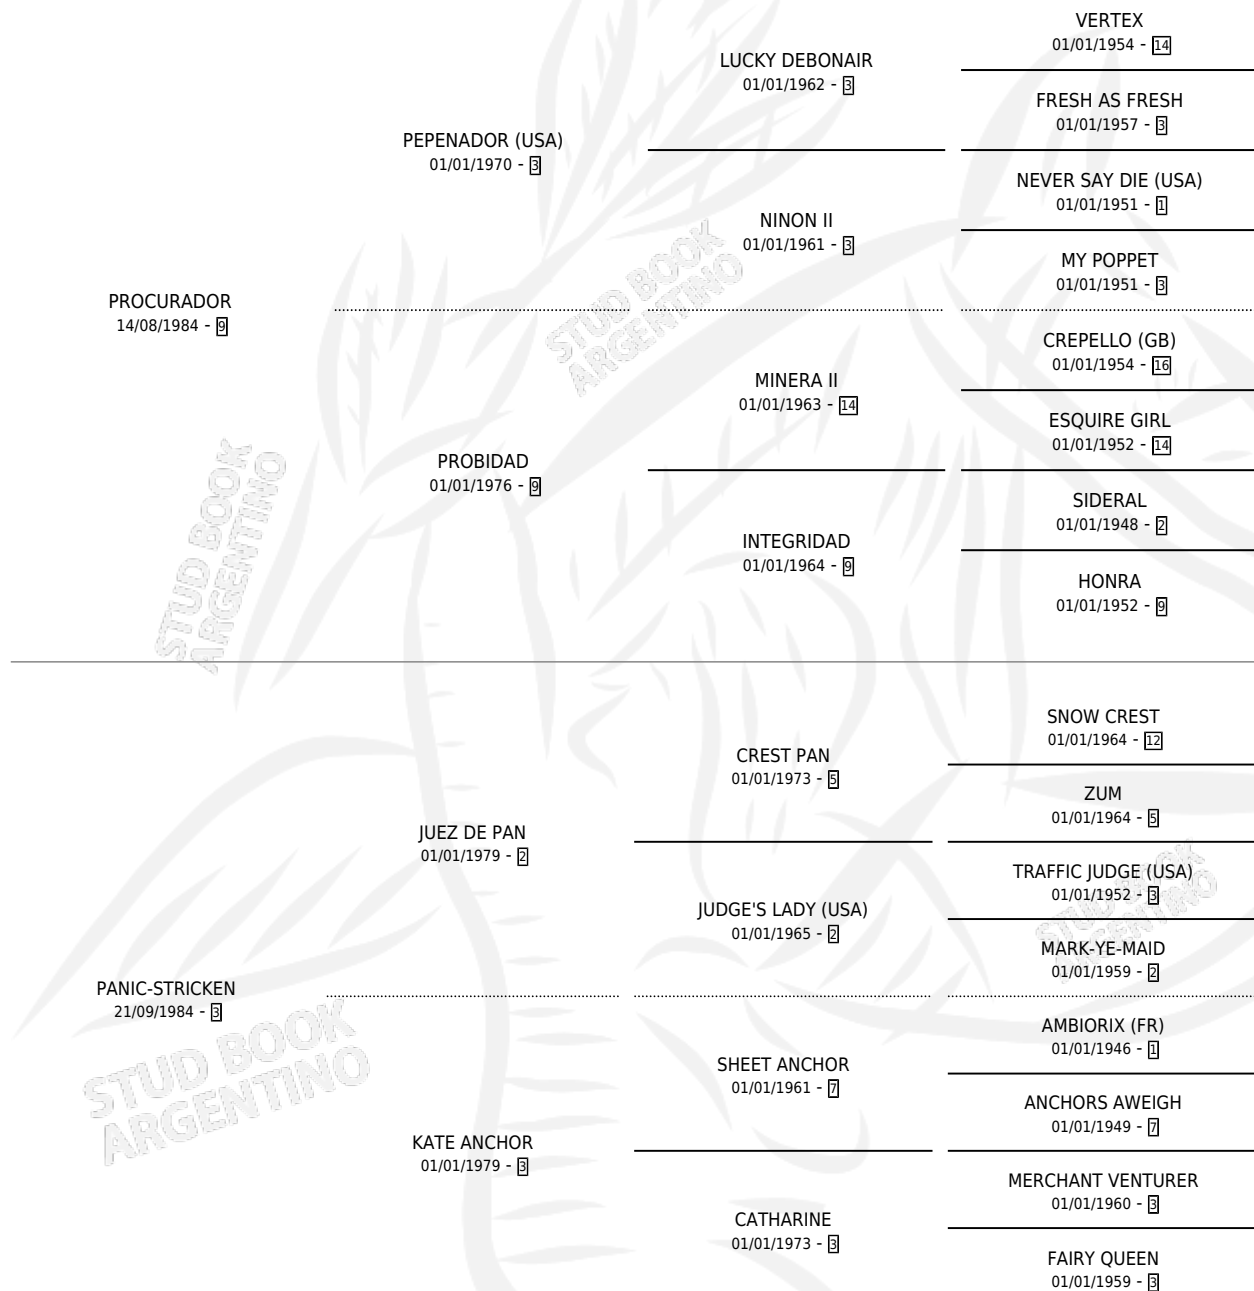 VERTEX
01/01/1954 - 14
LUCKY DEBONAIR
01/01/1962 - 3
FRESH AS FRESH
01/01/1957 - 3
PEPENADOR (USA)
01/01/1970 - 3
NEVER SAY DIE (USA)
01/01/1951 - 1
NINON II
01/01/1961 - 3
MY POPPET
01/01/1951 - 3
PROCURADOR
14/08/1984 - 9
CREPELLO (GB)
01/01/1954 - 16
MINERA II
01/01/1963 - 14
ESQUIRE GIRL
01/01/1952 - 14
PROBIDAD
01/01/1976 - 9
SIDERAL
01/01/1948 - 2
INTEGRIDAD
01/01/1964 - 9
HONRA
01/01/1952 - 9
STUD BOOK
ARGENTINO
STUD BOOK
ARGENTINO
SNOW CREST
01/01/1964 - 12
CREST PAN
01/01/1973 - 5
ZUM
01/01/1964 - 5
JUEZ DE PAN
01/01/1979 - 2
TRAFFIC JUDGE (USA)
01/01/1952 - 3
JUDGE'S LADY (USA)
01/01/1965 - 2
MARK-YE-MAID
01/01/1959 - 2
PANIC-STRICKEN
21/09/1984 - 3
AMBIORIX (FR)
01/01/1946 - 1
SHEET ANCHOR
01/01/1961 - 7
ANCHORS AWEIGH
01/01/1949 - 7
KATE ANCHOR
01/01/1979 - 3
MERCHANT VENTURER
01/01/1960 - 3
CATHARINE
01/01/1973 - 3
FAIRY QUEEN
01/01/1959 - 3
STUD BOOK
ARGENTINO
STUD BOOK
ARGENTINO